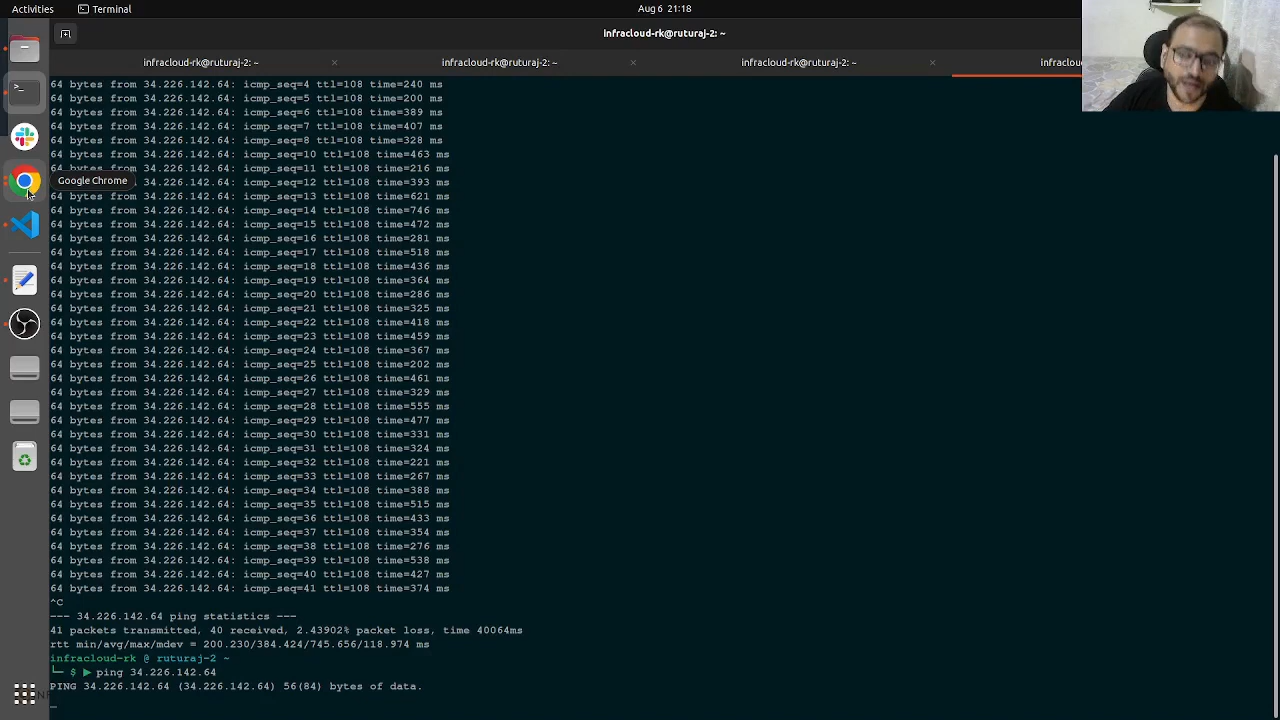 Activities
Terminal
Aug 6 21:18
infracloud-rk@ruturaj-2: ~
infracloud-rk@ruturaj-2: ~
infracloud-rk@ruturaj-2: ~
infracloud-rk@ruturaj-2: ~
infraclou
64 bytes from 34.226.142.64: icmp_seq=4 ttl=108 time=240 ms
64 bytes from 34.226.142.64: icmp_seq=5 ttl=108 time=200 ms
64 bytes from 34.226.142.64: icmp_seq=6 ttl=108 time=389 ms
64 bytes from 34.226.142.64: icmp_seq=7 ttl=108 time=407 ms
64 bytes from 34.226.142.64: icmp_seq=8 ttl=108 time=328 ms
64 bytes from 34.226.142.64: icmp_seq=10 ttl=108 time=463 ms
64 bytes from 34.226.142.64: icmp_seq=11 ttl=108 time=216 ms
Google Chrome
34.226.142.64: icmp_seq=12 ttl=108 time=393 ms
64 bytes from 34.226.142.64: icmp_seq=13 ttl=108 time=621 ms
64 bytes from 34.226.142.64: icmp_seq=14 ttl=108 time=746 ms
64 bytes from 34.226.142.64: icmp_seq=15 ttl=108 time=472 ms
64 bytes from 34.226.142.64: icmp_seq=16 ttl=108 time=281 ms
64 bytes from 34.226.142.64: icmp_seq=17 ttl=108 time=518 ms
64 bytes from 34.226.142.64: icmp_seq=18 ttl=108 time=436 ms
64 bytes from 34.226.142.64: icmp_seq=19 ttl=108 time=364 ms
64 bytes from 34.226.142.64: icmp_seq=20 ttl=108 time=286 ms
64 bytes from 34.226.142.64: icmp_seq=21 ttl=108 time=325 ms
64 bytes from 34.226.142.64: icmp_seq=22 ttl=108 time=418 ms
64 bytes from 34.226.142.64: icmp_seq=23 ttl=108 time=459 ms
64 bytes from 34.226.142.64: icmp_seq=24 ttl=108 time=367 ms
64 bytes from 34.226.142.64: icmp_seq=25 ttl=108 time=202 ms
64 bytes from 34.226.142.64: icmp_seq=26 ttl=108 time=461 ms
64 bytes from 34.226.142.64: icmp_seq=27 ttl=108 time=329 ms
64 bytes from 34.226.142.64: icmp_seq=28 ttl=108 time=555 ms
64 bytes from 34.226.142.64: icmp_seq=29 ttl=108 time=477 ms
64 bytes from 34.226.142.64: icmp_seq=30 ttl=108 time=331 ms
64 bytes from 34.226.142.64: icmp_seq=31 ttl=108 time=324 ms
64 bytes from 34.226.142.64: icmp_seq=32 ttl=108 time=221 ms
64 bytes from 34.226.142.64: icmp_seq=33 ttl=108 time=267 ms
64 bytes from 34.226.142.64: icmp_seq=34 ttl=108 time=388 ms
64 bytes from 34.226.142.64: icmp_seq=35 ttl=108 time=515 ms
64 bytes from 34.226.142.64: icmp_seq=36 ttl=108 time=433 ms
64 bytes from 34.226.142.64: icmp_seq=37 ttl=108 time=354 ms
64 bytes from 34.226.142.64: icmp_seq=38 ttl=108 time=276 ms
64 bytes from 34.226.142.64: icmp_seq=39 ttl=108 time=538 ms
64 bytes from 34.226.142.64: icmp_seq=40 ttl=108 time=427 ms
64 bytes from 34.226.142.64: icmp_seq=41 ttl=108 time=374 ms
^C
--- 34.226.142.64 ping statistics ---
41 packets transmitted, 40 received, 2.43902% packet loss, time 40064ms
rtt min/avg/max/mdev = 200.230/384.424/745.656/118.974 ms
infracloud-rk @ ruturaj-2 ~
└─ $ ▶ ping 34.226.142.64
PING 34.226.142.64 (34.226.142.64) 56(84) bytes of data.